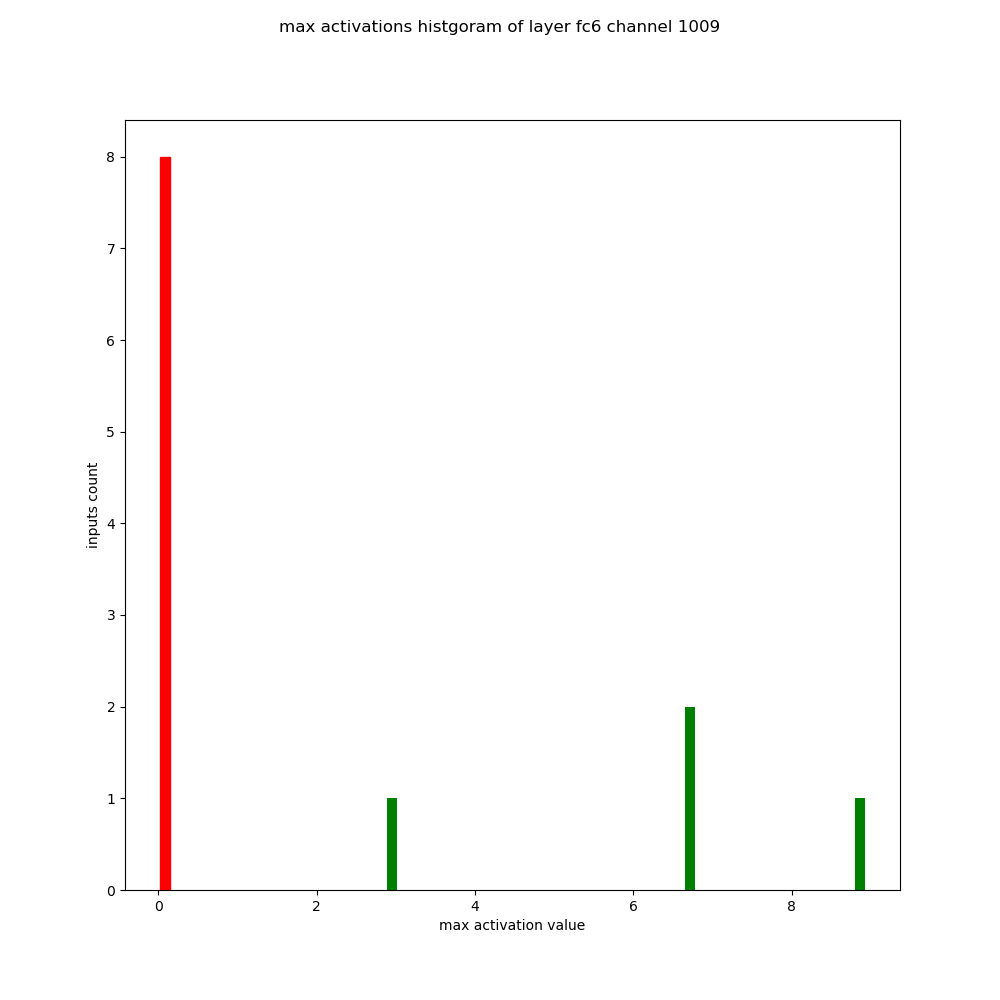 max activations histgoram of layer fc6 channel 1009
8
7
6
5
4
3
2
1
0
inputs count
0 2 4 6 8
max activation value